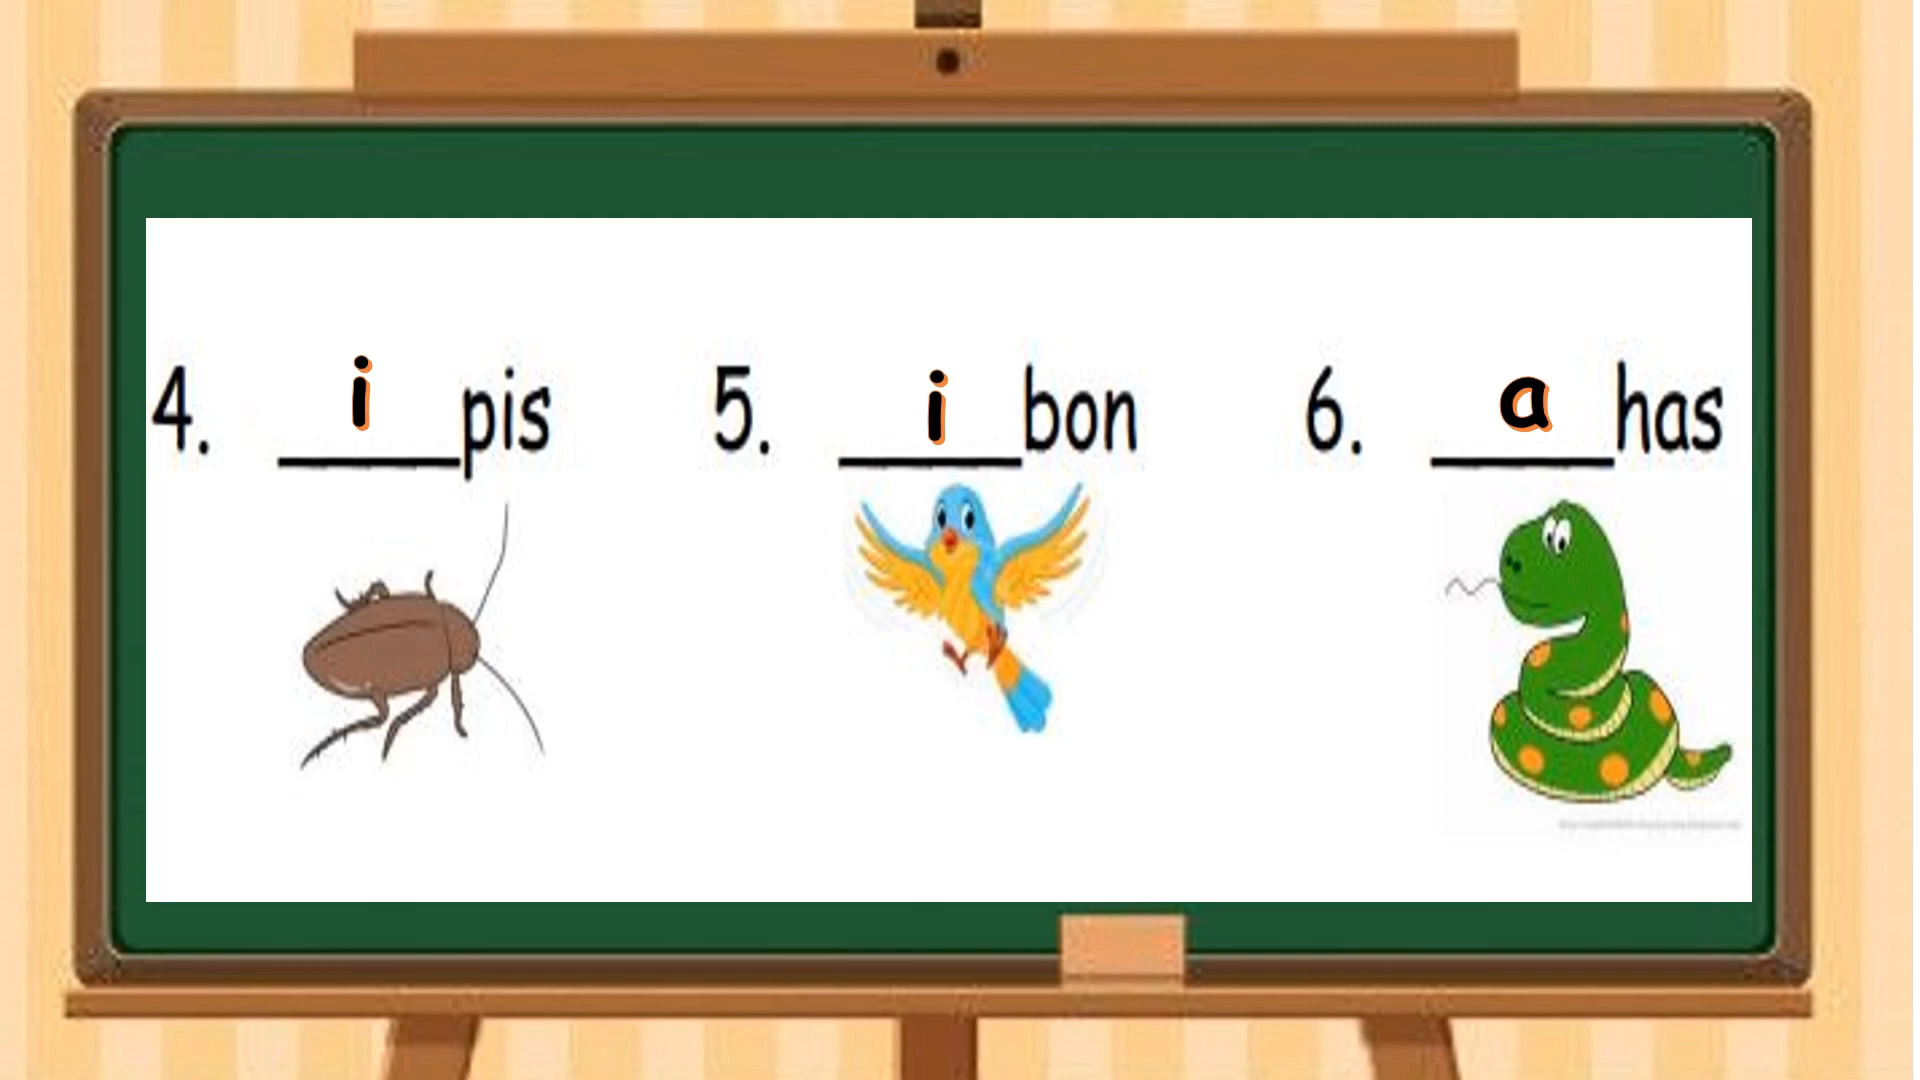 4. i pis 5. i bon 6. a has